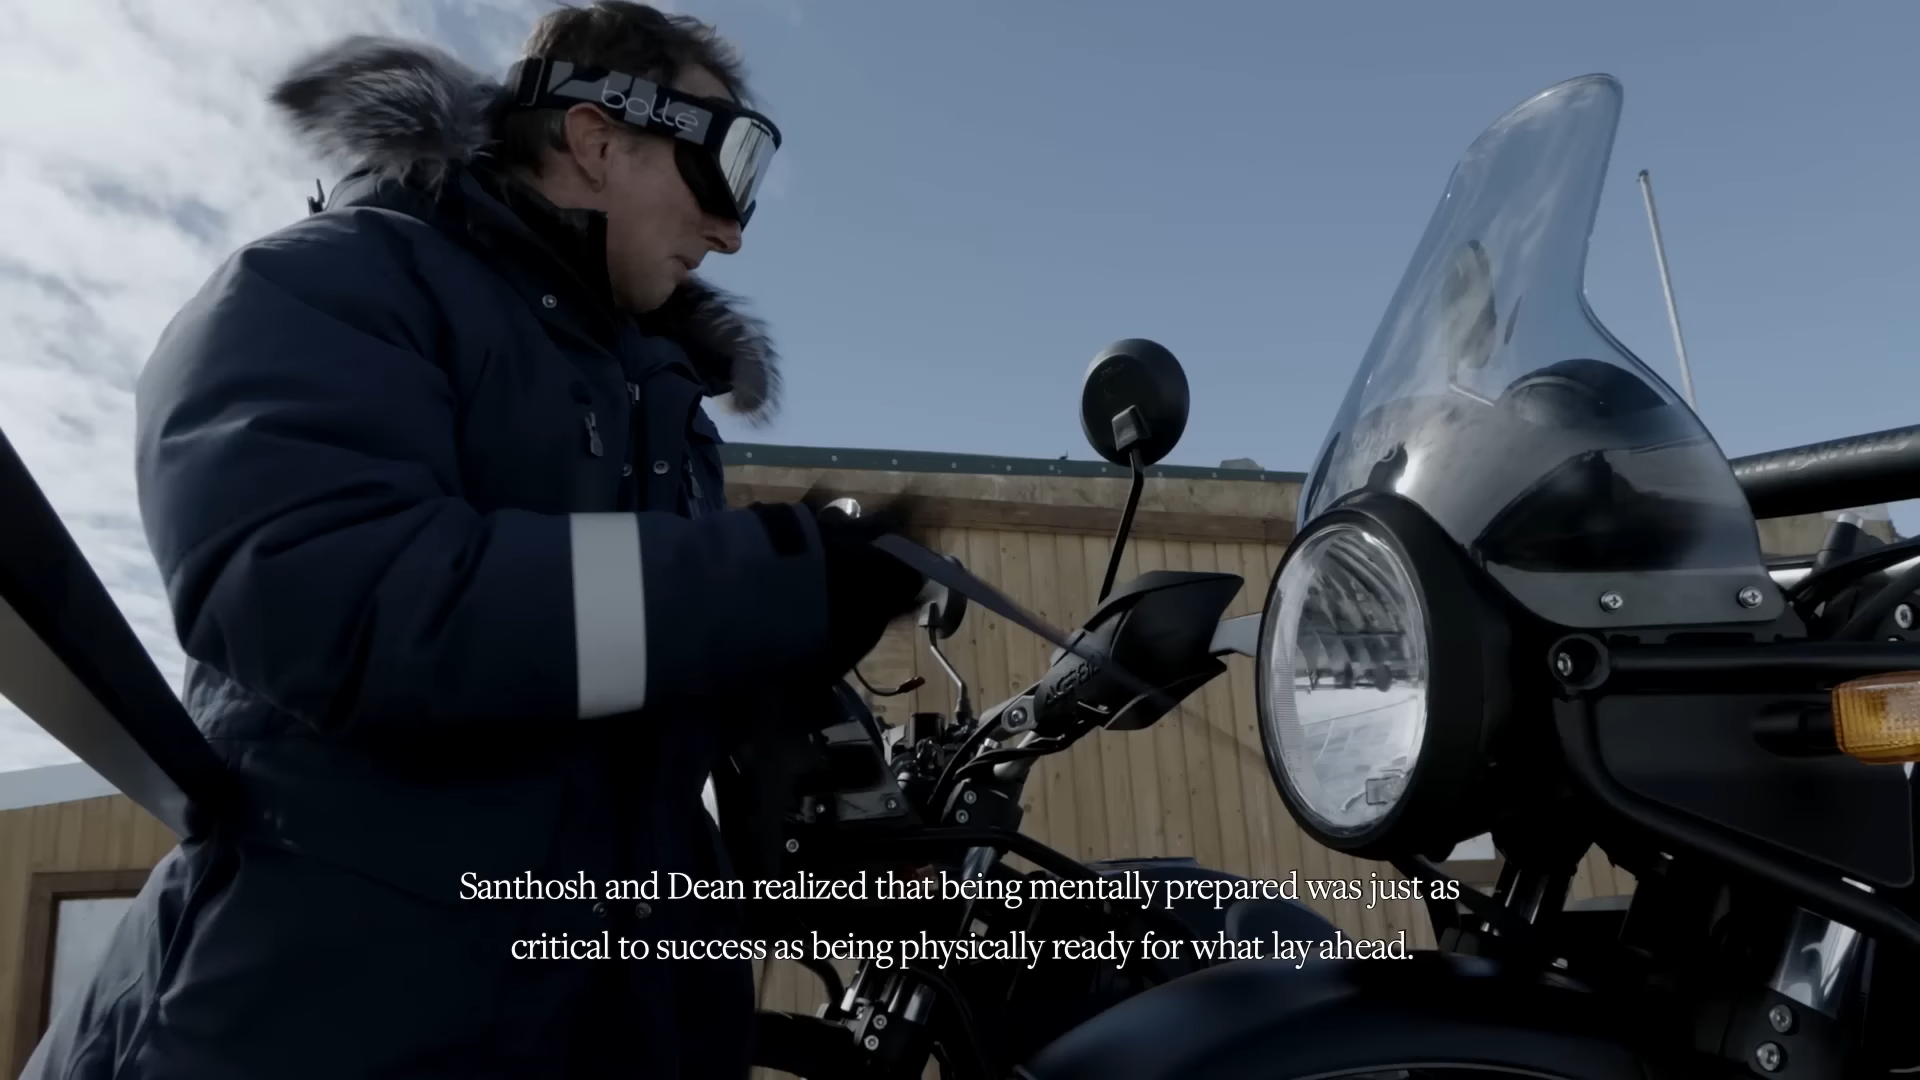 bollé
Santhosh and Dean realized that being mentally prepared was just as
critical to success as being physically ready for what lay ahead.